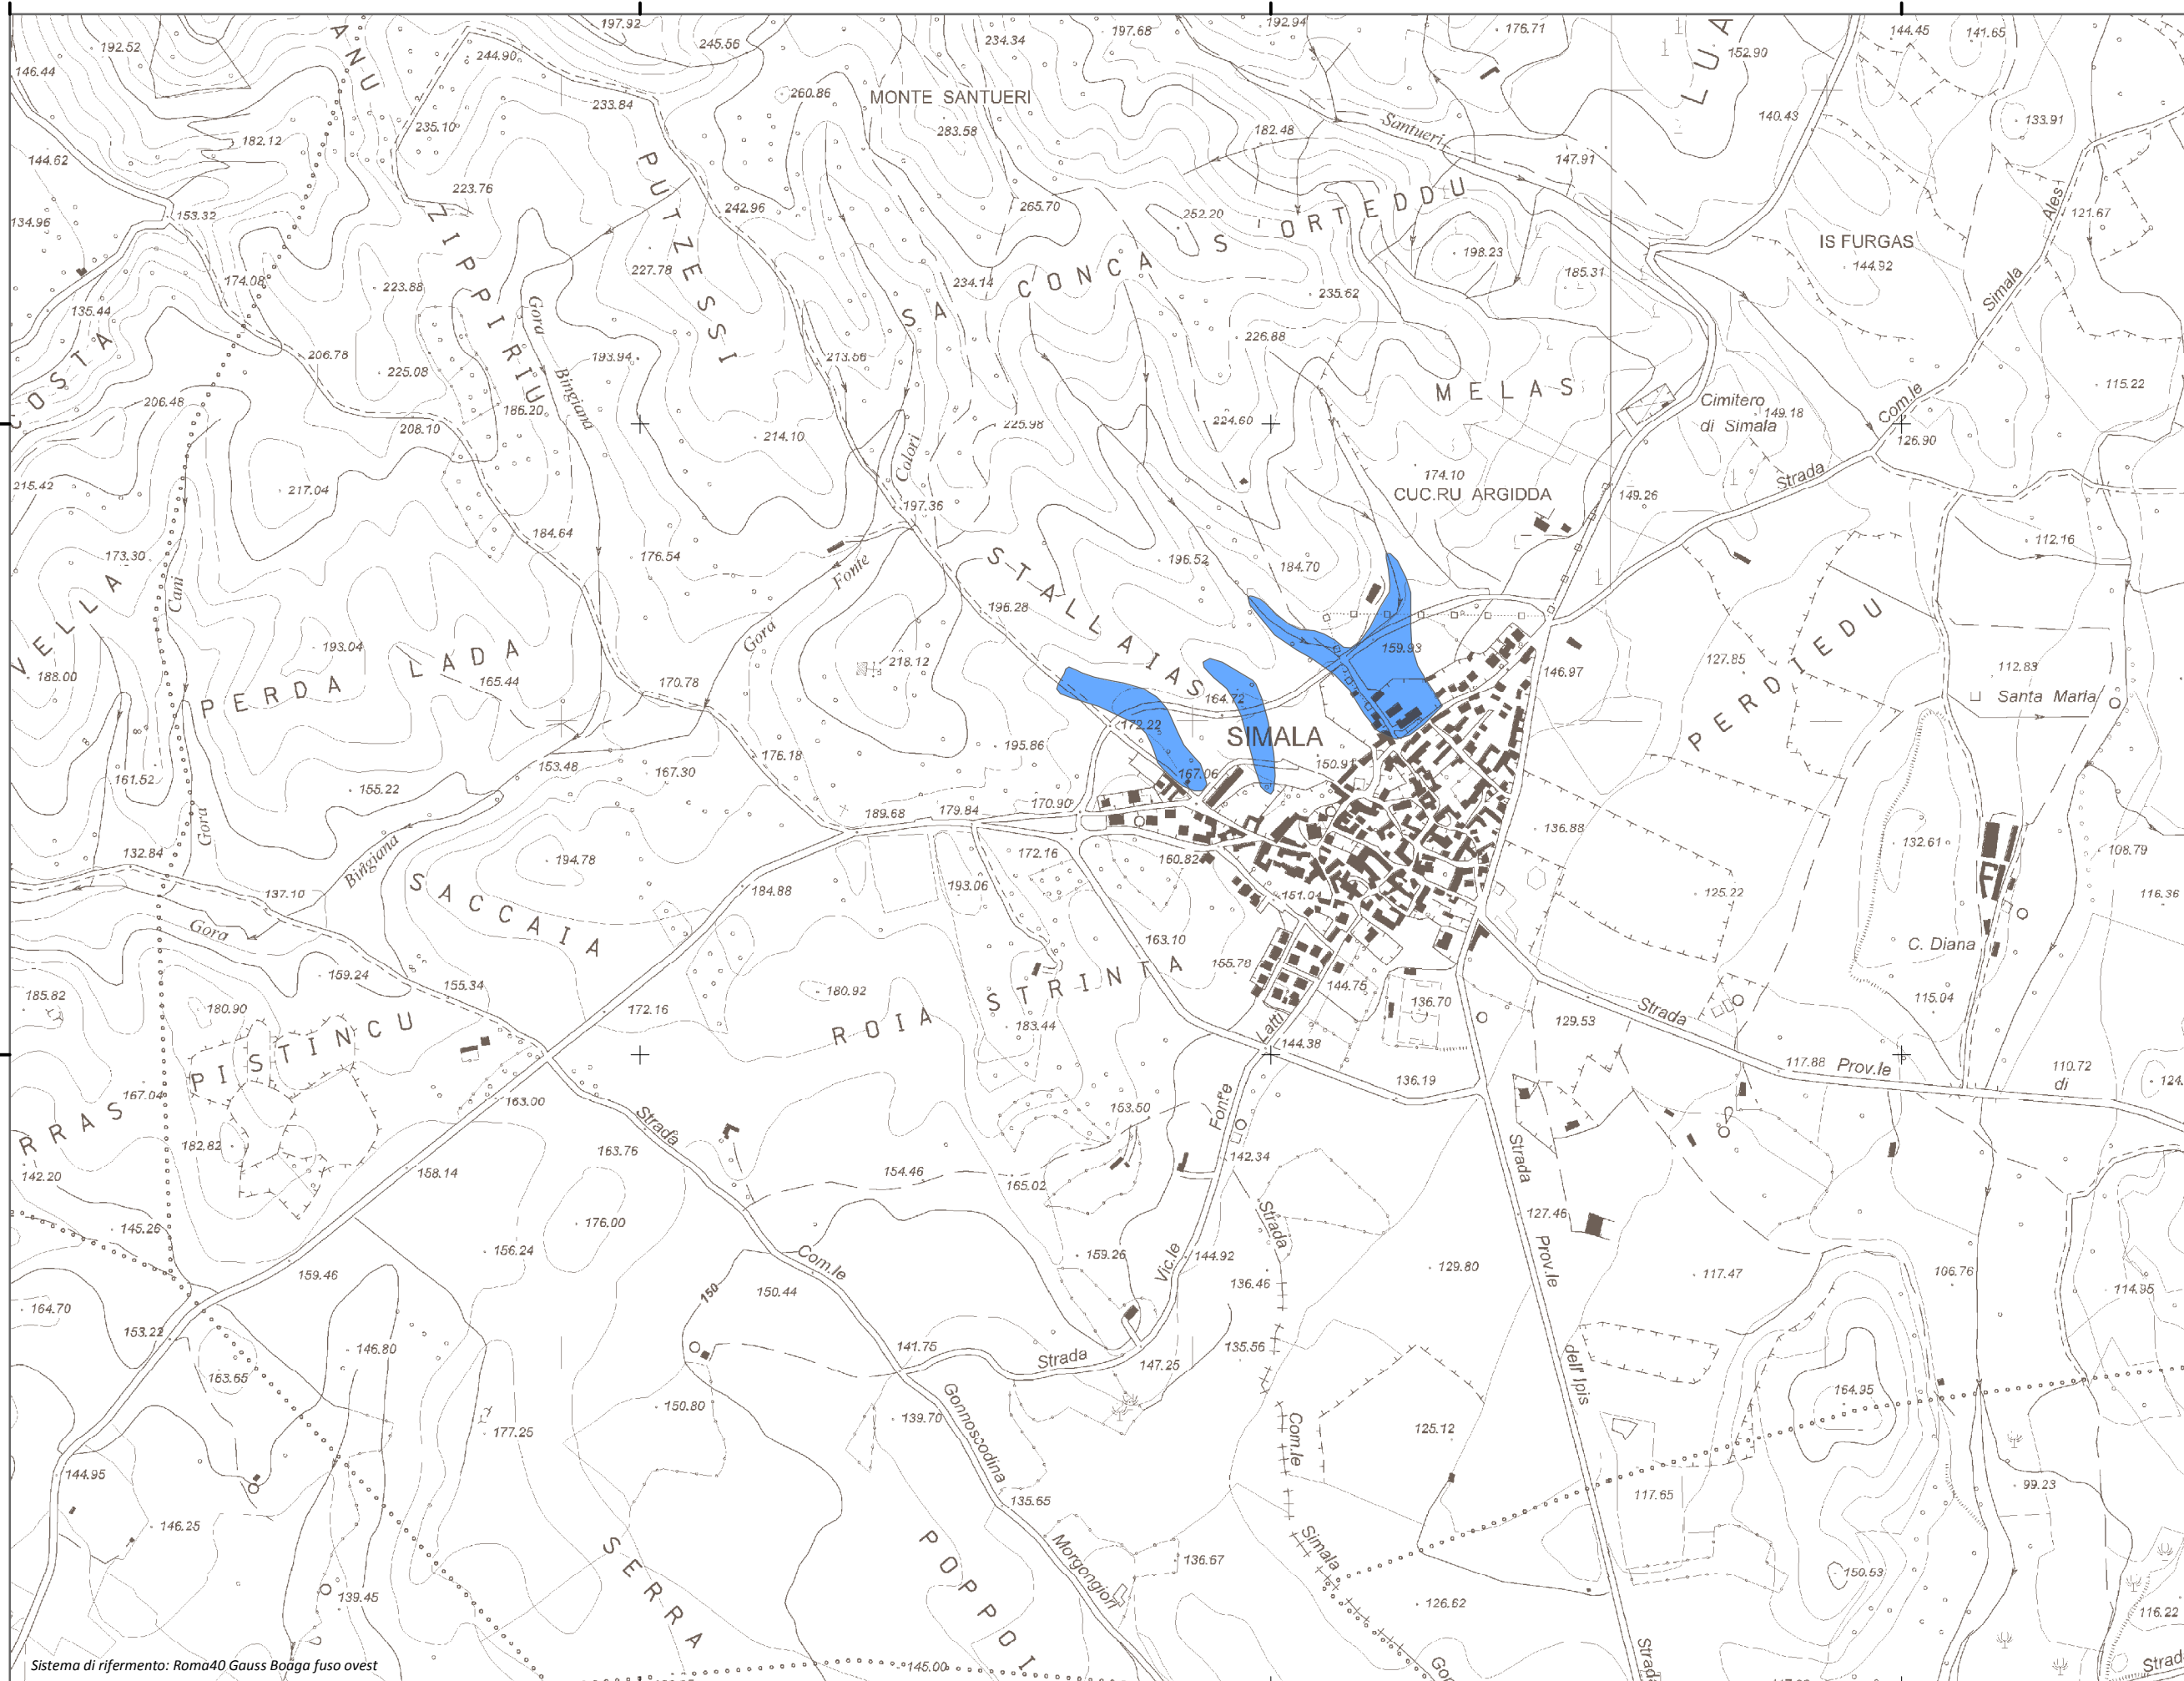 197.92
192.94
192.52
244.90
245.56
234.34
197.68
176.71
144.45
141.65
152.90
146.44
ANU
LUA
233.84
260.86
MONTE SANTUERI
283.58
235.10
182.12
182.48
Santueri
140.43
133.91
144.62
147.91
223.76
PUTZESSI
134.96
153.32
242.96
265.70
252.20
S'ORTEDDU
Ales
121.67
ZIPPIRIU
IS FURGAS
144.92
198.23
185.31
227.78
174.08
223.88
234.14
SA CONCA
235.62
Simala
135.44
Gora
226.88
206.78
225.08
193.94
213.66
Bingiana
MELAS
115.22
OSTA
206.48
186.20
Com.le
Cimitero
di Simala
149.18
208.10
214.10
225.98
224.60
126.90
Colori
174.10
CUC.RU ARGIDDA
Strada
215.42
217.04
197.36
149.26
184.64
173.30
176.54
196.52
184.70
112.16
VELLA
Cani
Fonte
STALLAIAS
196.28
PERDIEDU
193.04
Gora
159.93
218.12
127.85
112.83
188.00
PERDA LADA
165.44
170.78
164.72
146.97
Santa Maria
172.22
SIMALA
176.18
195.86
153.48
167.30
167.06
150.91
161.52
155.22
170.90
189.68
179.84
136.88
132.61
108.79
Gora
132.84
172.16
160.82
Bingiana
194.78
137.10
184.88
193.06
151.04
125.22
116.36
SACCAIA
Gora
163.10
C. Diana
159.24
155.34
155.78
STRINTA
185.82
180.90
180.92
144.75
136.70
115.04
172.16
ROIA
183.44
Latti
129.53
Strada
PISTINCU
144.38
117.88
Prov.le
110.72
di
136.19
124.
167.04
163.00
Strada
153.50
Fonte
RRAS
182.82
163.76
142.34
142.20
158.14
154.46
165.02
Strada
Strada
127.46
145.26
176.00
156.24
159.26
Vic.le
144.92
Prov.le
Com.le
129.80
117.47
106.76
159.46
150
150.44
136.46
114.95
164.70
153.22
146.80
141.75
Strada
147.25
135.56
dell'Ipis
163.65
164.95
150.80
139.70
Gonnoscodina
125.12
177.25
Com.le
144.95
117.65
99.23
135.65
146.25
SERRA
POPPOI
Morgongiori
136.67
Simala
150.53
139.45
126.62
116.22
Sistema di rifermento: Roma40 Gauss Boaga fuso ovest
145.00
Gor
Strada
Strad